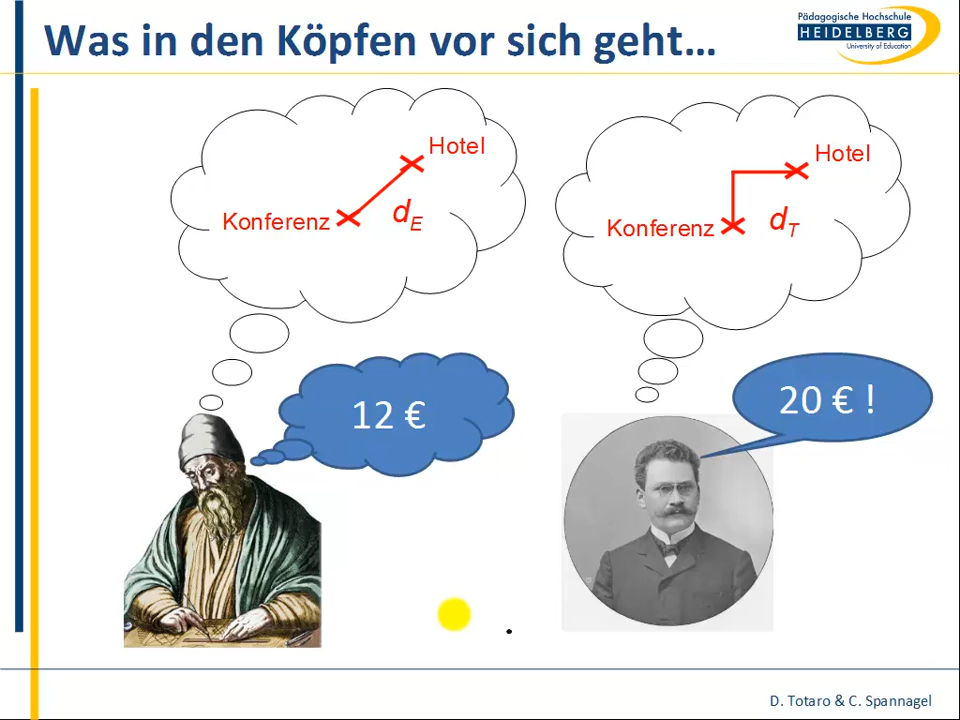 Was in den Köpfen vor sich geht...
Pädagogische Hochschule
HEIDELBERG
University of Education
Hotel
Konferenz
dE
Hotel
Konferenz
dT
12 €
20 € !
D. Totaro & C. Spannagel